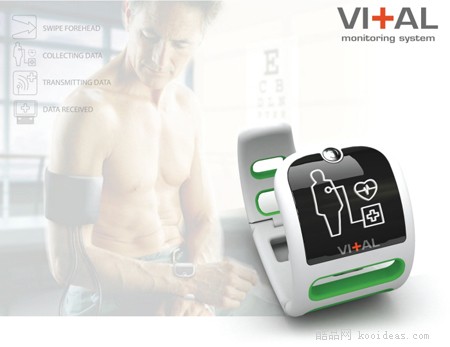 VI+AL
monitoring system
SWIPE FOREHEAD
COLLECTING DATA
TRANSMITTING DATA
DATA RECEIVED
E
C B
VI+AL
酷品网 kooideas.com